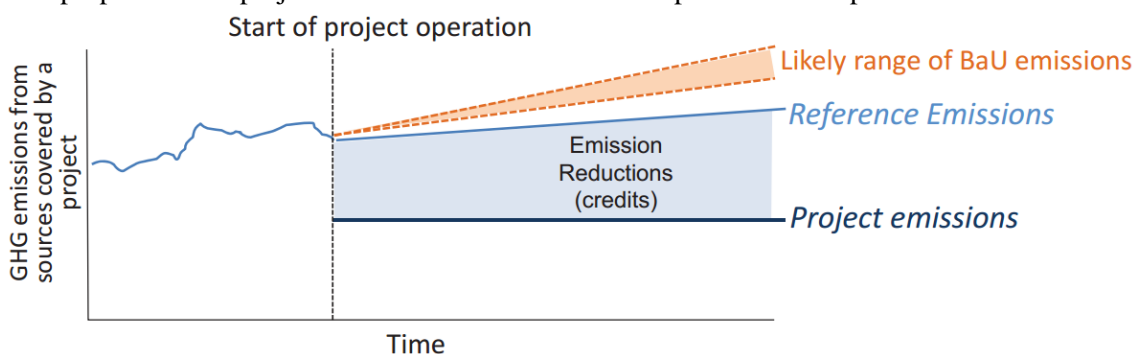 Start of project operation
Likely range of BaU emissions
Reference Emissions
Emission
Reductions
(credits)
Project emissions
GHG emissions from
sources covered by a
project
Time